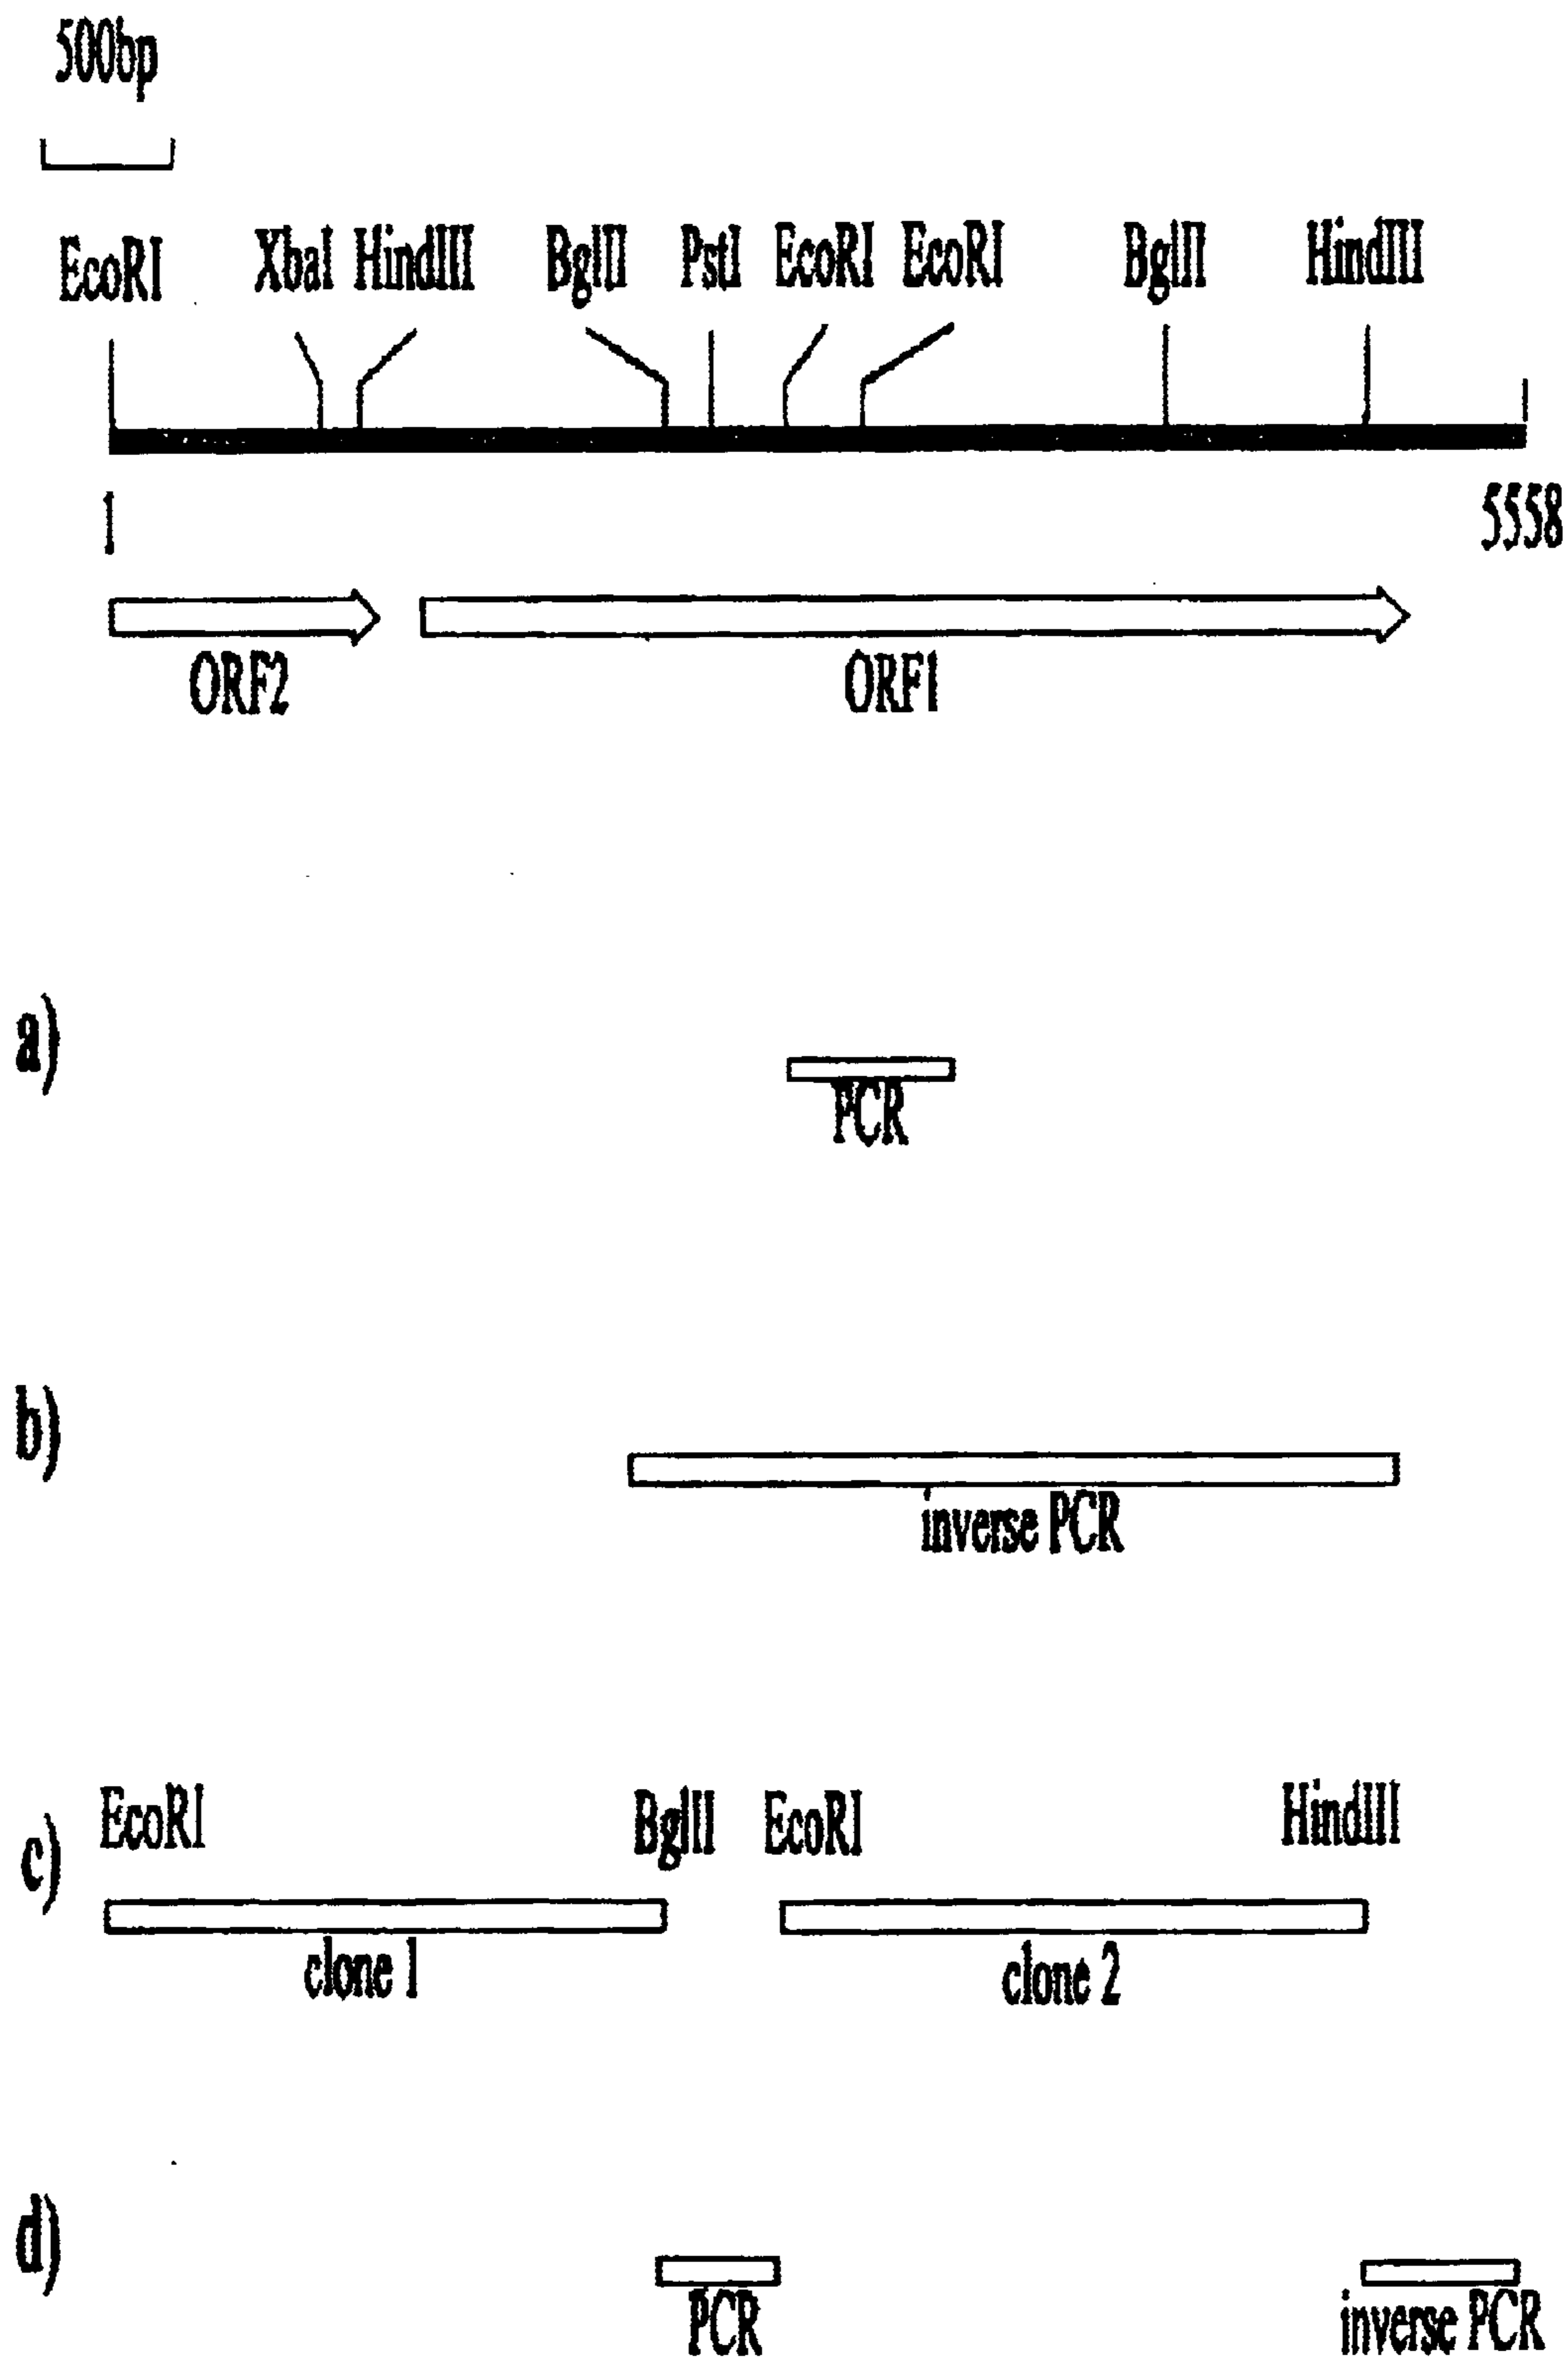 500bp
EcoRI XbaI HindIII BglII PstI EcoRI EcoRI BglII HindIII
1 5558
ORF2 ORF1
a)
PCR
b)
inverse PCR
c) EcoRI BglII EcoRI HindIII
clone 1 clone 2
d)
PCR inverse PCR